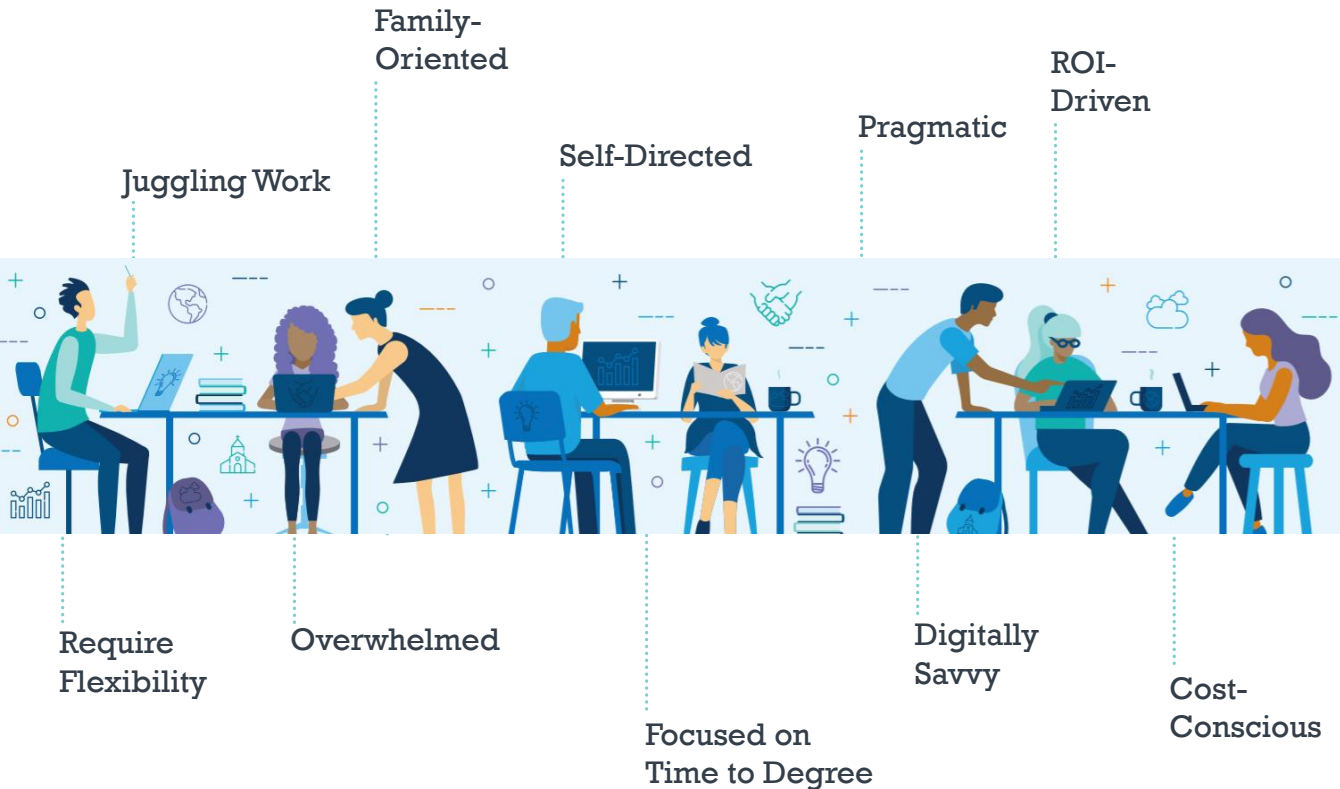 Family-
Oriented
ROI-
Driven
Pragmatic
Self-Directed
Juggling Work
Require
Flexibility
Overwhelmed
Digitally
Savvy
Cost-
Conscious
Focused on
Time to Degree